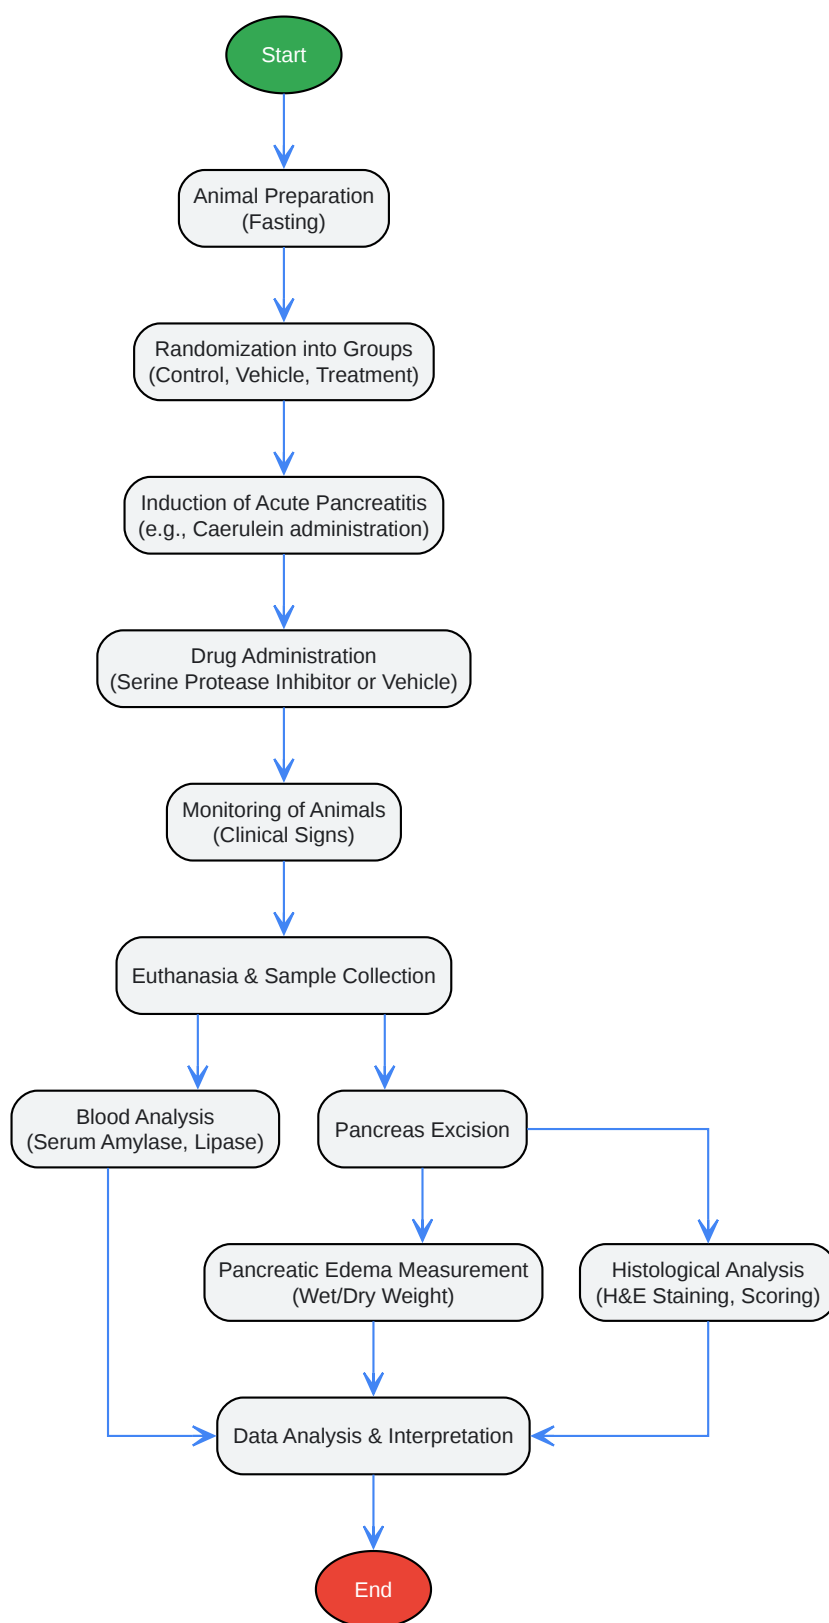 Start
Animal Preparation
(Fasting)
Randomization into Groups
(Control, Vehicle, Treatment)
Induction of Acute Pancreatitis
(e.g., Caerulein administration)
Drug Administration
(Serine Protease Inhibitor or Vehicle)
Monitoring of Animals
(Clinical Signs)
Euthanasia & Sample Collection
Blood Analysis
(Serum Amylase, Lipase)
Pancreas Excision
Pancreatic Edema Measurement
(Wet/Dry Weight)
Histological Analysis
(H&E Staining, Scoring)
Data Analysis & Interpretation
End